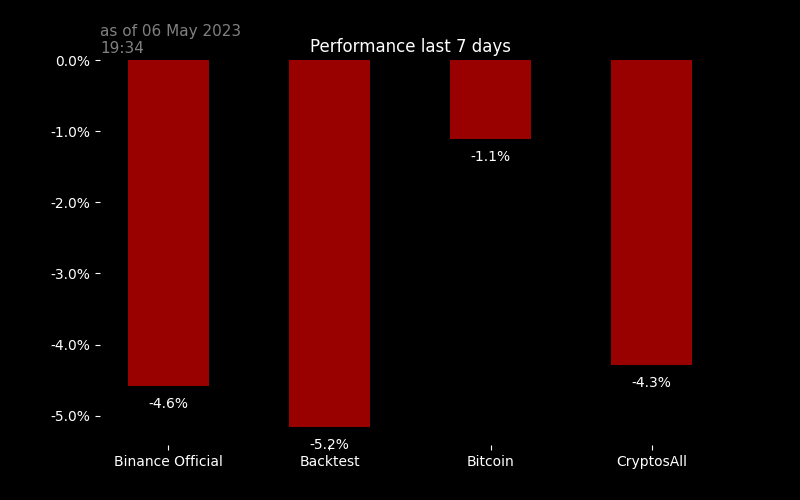 as of 06 May 2023
19:34
Performance last 7 days
0.0%
-1.0%
-2.0%
-3.0%
-4.0%
-5.0%
-4.6%
-5.2%
-1.1%
-4.3%
Binance Official
Backtest
Bitcoin
CryptosAll